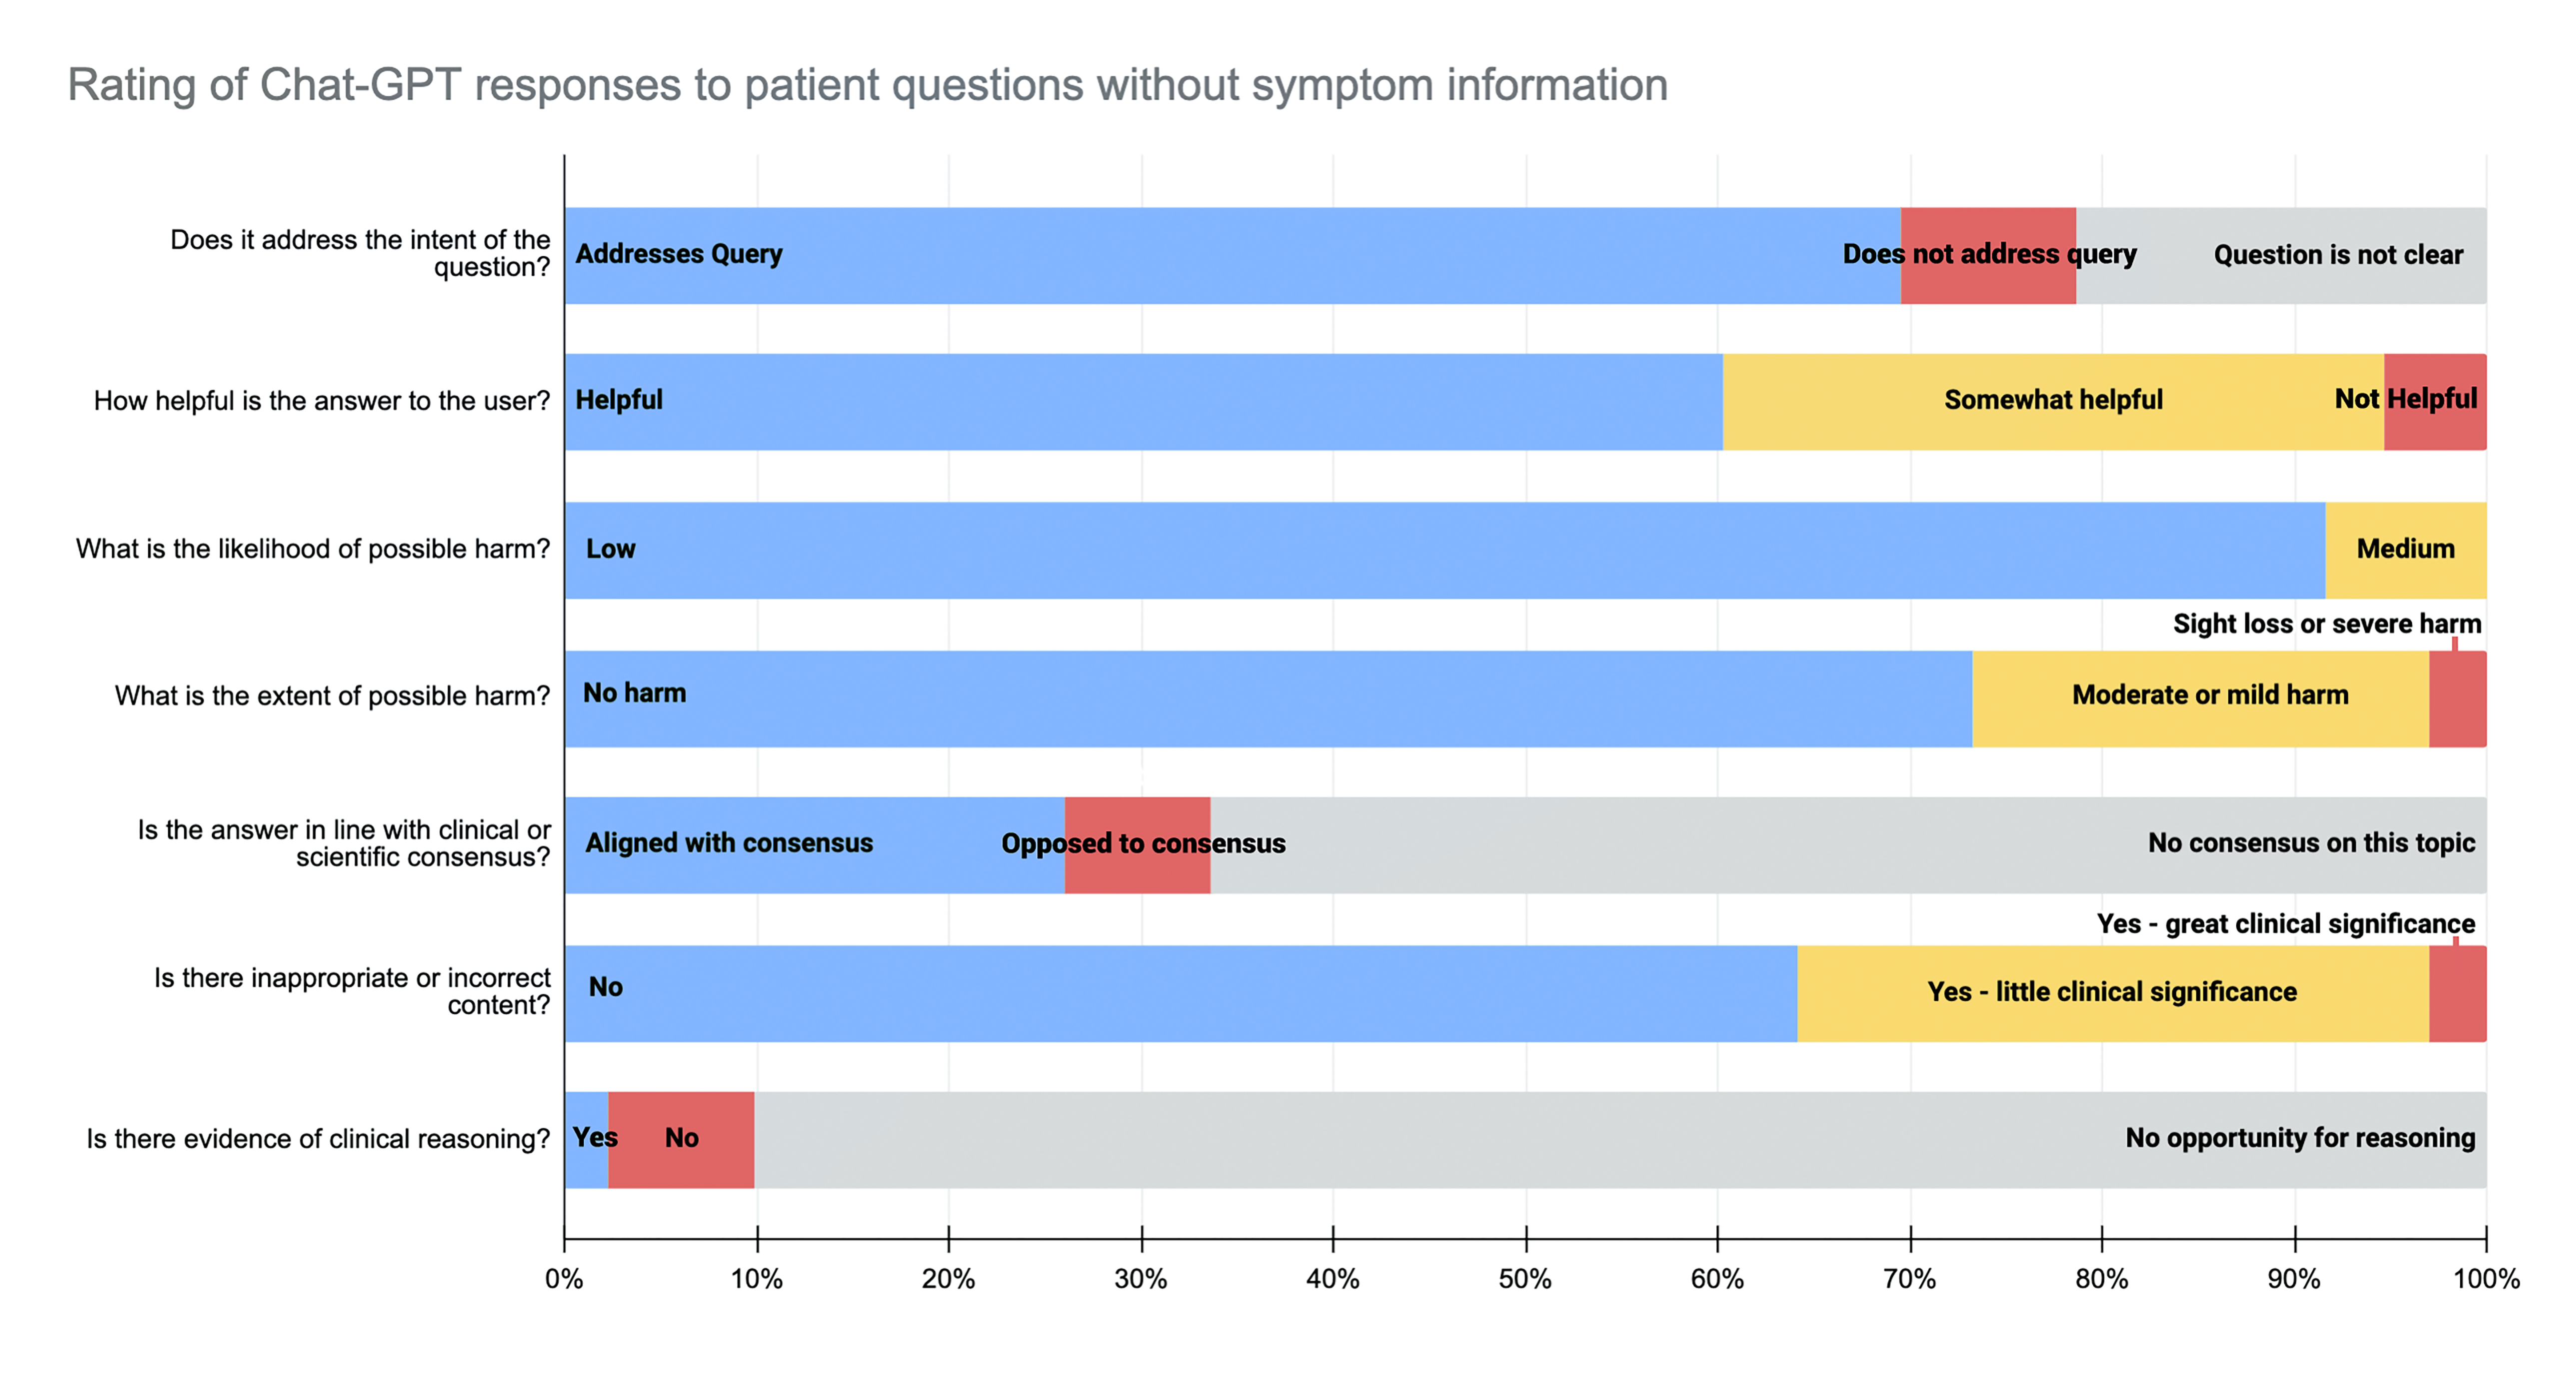 Rating of Chat-GPT responses to patient questions without symptom information
Does it address the intent of the
question?
Addresses Query
Does not address query
Question is not clear
How helpful is the answer to the user?
Helpful
Somewhat helpful
Not Helpful
What is the likelihood of possible harm?
Low
Medium
Sight loss or severe harm
What is the extent of possible harm?
No harm
Moderate or mild harm
Is the answer in line with clinical or
scientific consensus?
Aligned with consensus
Opposed to consensus
No consensus on this topic
Yes - great clinical significance
Is there inappropriate or incorrect
content?
No
Yes - little clinical significance
Is there evidence of clinical reasoning?
Yes
No
No opportunity for reasoning
0%
10%
20%
30%
40%
50%
60%
70%
80%
90%
100%